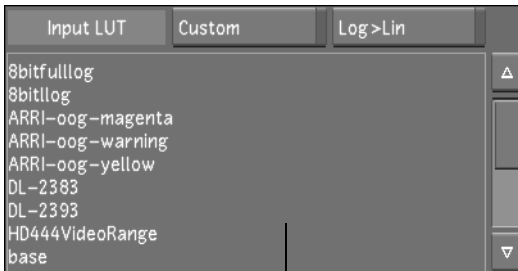 Input LUT Custom Log>Lin
8bitfulllog
8bitllog
ARRI-oog-magenta
ARRI-oog-warning
ARRI-oog-yellow
DL-2383
DL-2393
HD444VideoRange
base